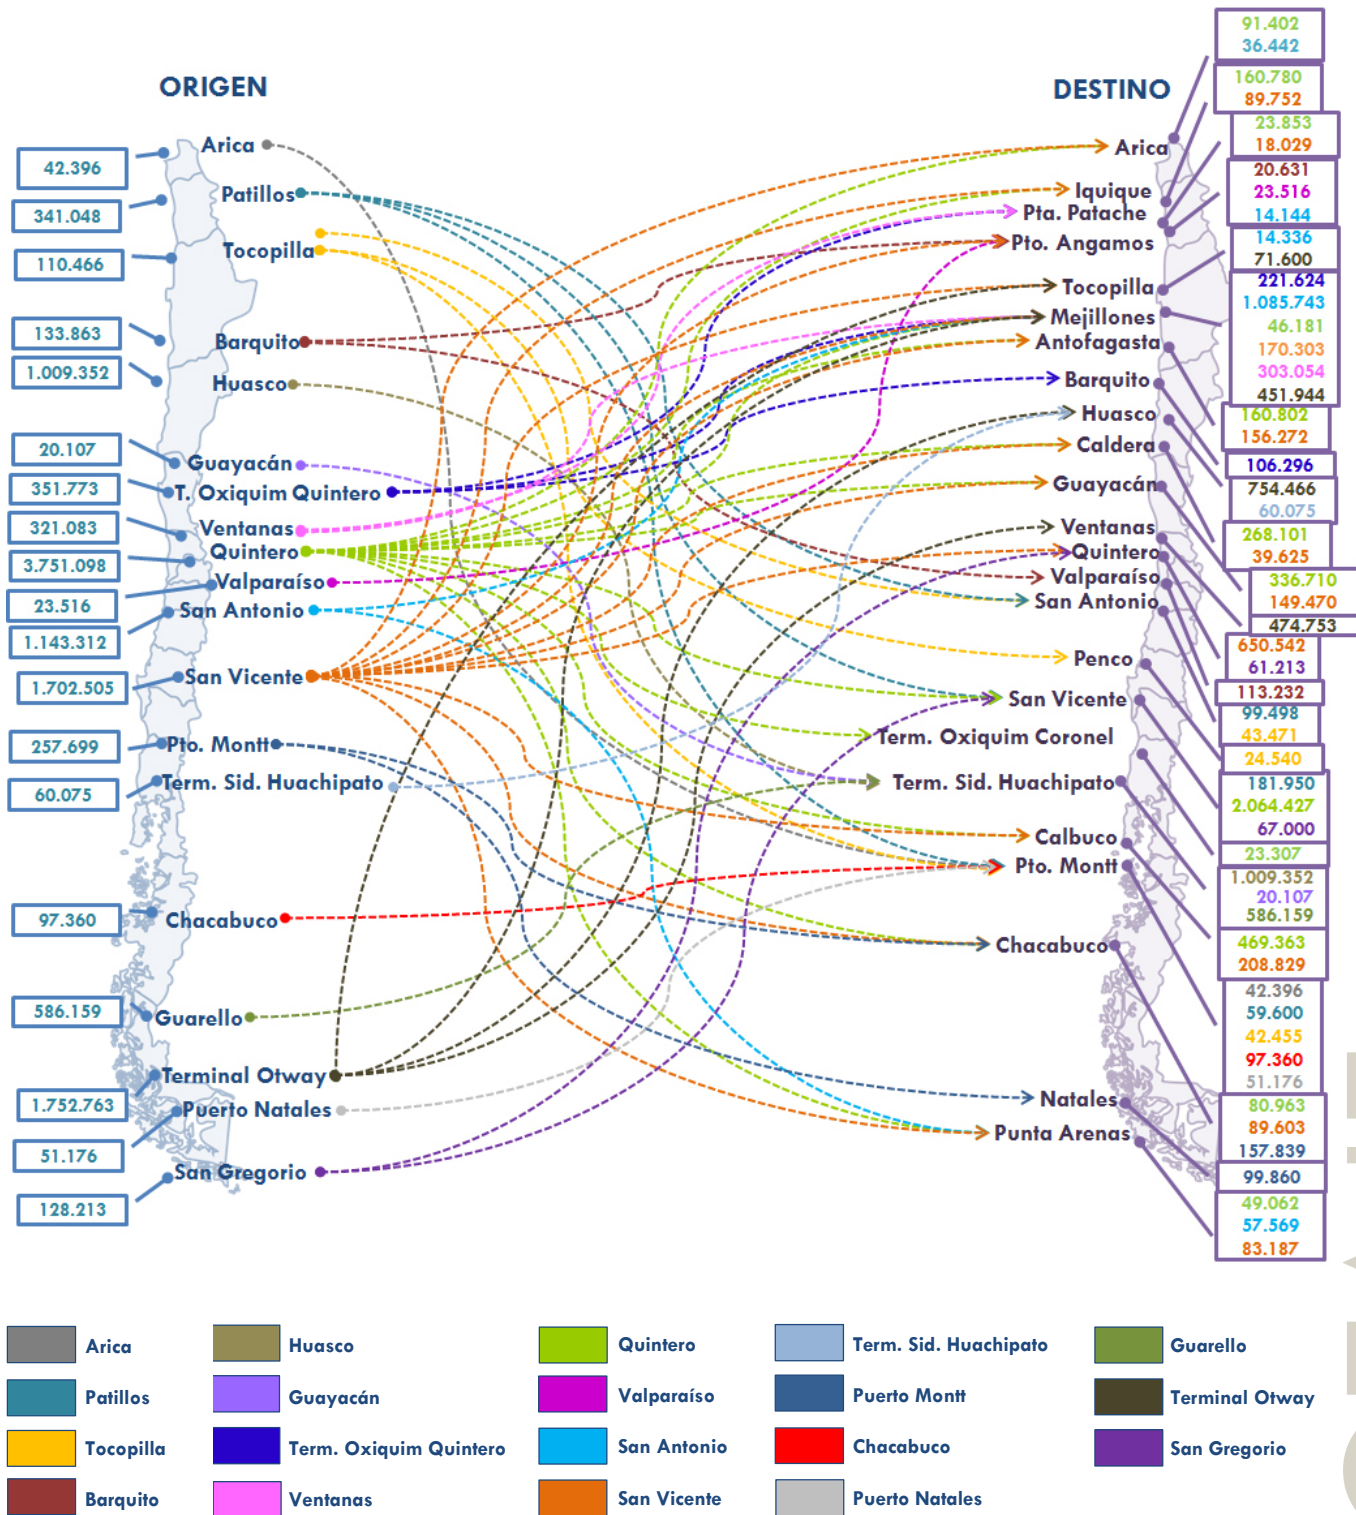 ORIGEN
DESTINO
42.396
341.048
110.466
133.863
1.009.352
20.107
351.773
321.083
3.751.098
23.516
1.143.312
1.702.505
257.699
60.075
97.360
586.159
1.752.763
51.176
128.213
Arica
Patillos
Tocopilla
Barquito
Huasco
Guayacán
T. Oxiquim Quintero
Ventanas
Quintero
Valparaíso
San Antonio
San Vicente
Pto. Montt
Term. Sid. Huachipato
Chacabuco
Guarello
Terminal Otway
Puerto Natales
San Gregorio
Arica
Iquique
Pta. Patache
Pto. Angamos
Tocopilla
Mejillones
Antofagasta
Barquito
Huasco
Caldera
Guayacán
Ventanas
Quintero
Valparaíso
San Antonio
Penco
San Vicente
Term. Oxiquim Coronel
Term. Sid. Huachipato
Calbuco
Pto. Montt
Chacabuco
Natales
Punta Arenas
91.402
36.442
160.780
89.752
23.853
18.029
20.631
23.516
14.144
14.336
71.600
221.624
1.085.743
46.181
170.303
303.054
451.944
160.802
156.272
106.296
754.466
60.075
268.101
39.625
336.710
149.470
474.753
650.542
61.213
113.232
99.498
43.471
24.540
181.950
2.064.427
67.000
23.307
1.009.352
20.107
586.159
469.363
208.829
42.396
59.600
42.455
97.360
51.176
80.963
89.603
157.839
99.860
49.062
57.569
83.187
Arica
Huasco
Quintero
Term. Sid. Huachipato
Guarello
Patillos
Guayacán
Valparaíso
Puerto Montt
Terminal Otway
Tocopilla
Term. Oxiquim Quintero
San Antonio
Chacabuco
San Gregorio
Barquito
Ventanas
San Vicente
Puerto Natales